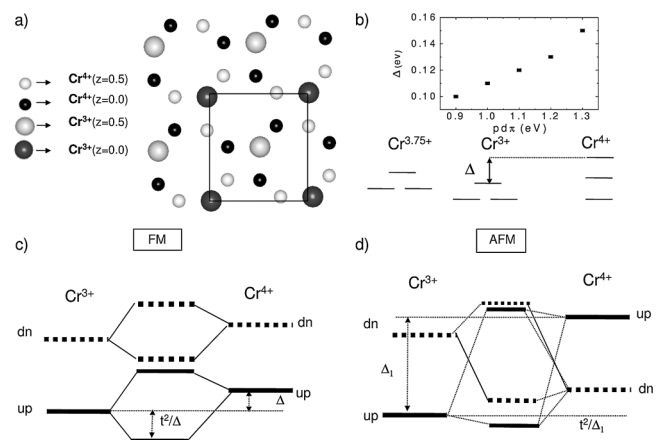 a)
Cr4+(z=0.5)
Cr4+(z=0.0)
Cr3+(z=0.5)
Cr3+(z=0.0)
b)
0.16
0.14
0.12
0.10
Δ (ev)
0.9 1.0 1.1 1.2 1.3
p d π (eV)
Cr3.75+ Cr3+ Cr4+
Δ
c) FM
Cr3+ Cr4+
dn dn
up up
t2/Δ Δ
d) AFM
Cr3+ Cr4+
dn up
Δ1
up dn
t2/Δ1